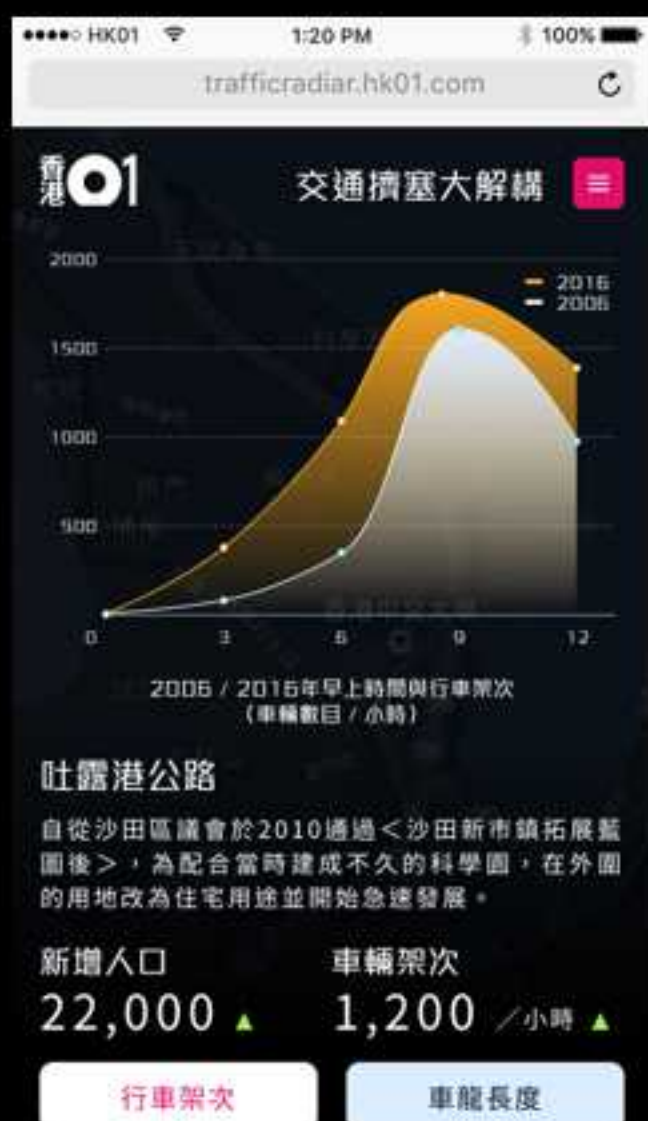 HK01 1:20 PM 100%
trafficradiar.hk01.com
香港01 交通擠塞大解構
2000
2016
2006
1500
1000
500
0 3 6 9 12
2006 / 2016年早上時間與行車架次
(車輛數目 / 小時)
吐露港公路
自從沙田區議會於2010通過＜沙田新市鎮拓展藍
圖後＞，為配合當時建成不久的科學園，在外圍
的用地改為住宅用途並開始急速發展。
新增人口 車輛架次
22,000 1,200 ／小時
行車架次 車龍長度